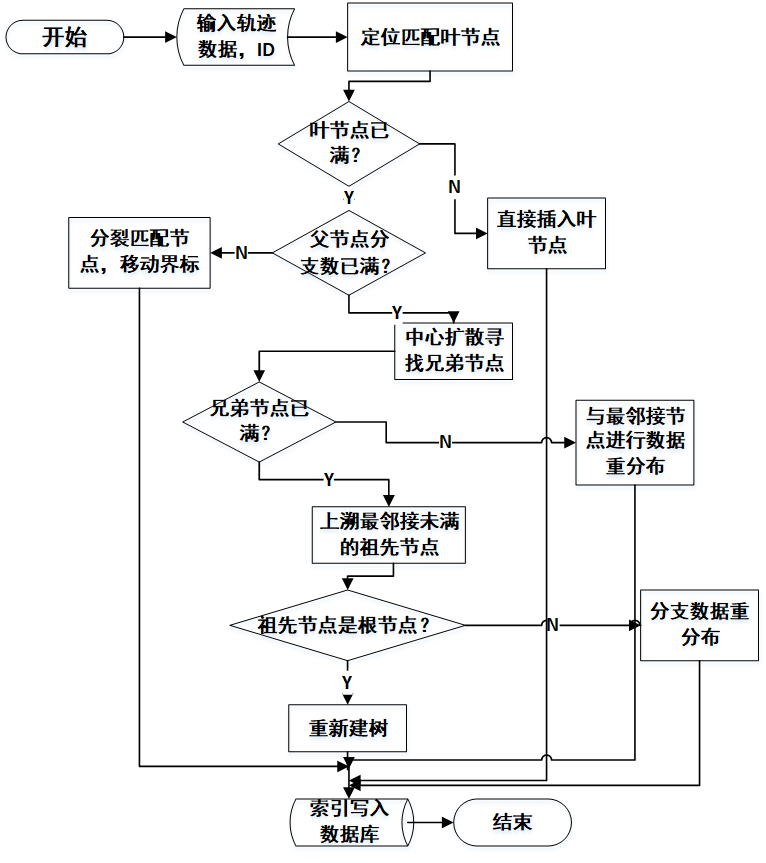 开始
输入轨迹
数据，ID
定位匹配叶节点
叶节点已
满？
Y
N
直接插入叶
节点
父节点分
支数已满？
N
分裂匹配节
点，移动界标
Y
中心扩散寻
找兄弟节点
兄弟节点已
满？
N
与最邻接节
点进行数据
重分布
Y
上溯最邻接未满
的祖先节点
祖先节点是根节点？
N
分支数据重
分布
Y
重新建树
索引写入
数据库
结束